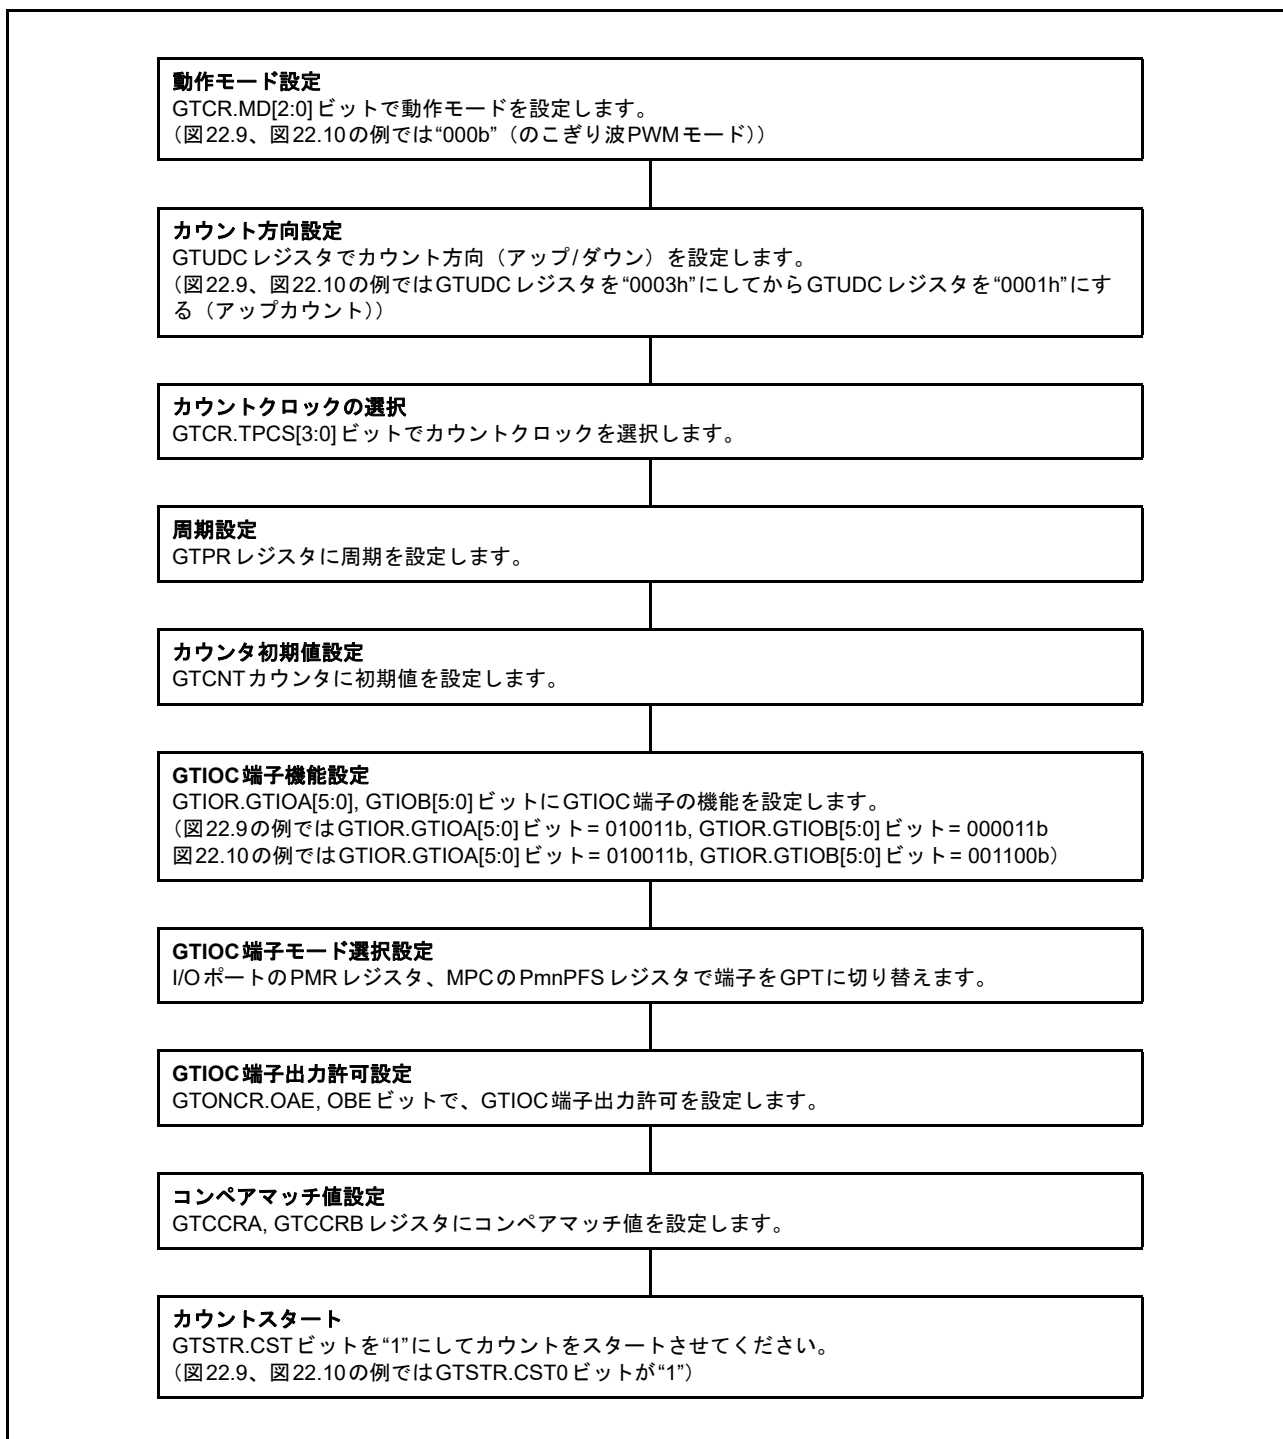 動作モード設定
GTCR.MD[2:0]ビットで動作モードを設定します。
（図22.9、図22.10の例では“000b”（のこぎり波PWMモード））
カウント方向設定
GTUDCレジスタでカウント方向（アップ/ダウン）を設定します。
（図22.9、図22.10の例ではGTUDCレジスタを“0003h”にしてからGTUDCレジスタを“0001h”にす
る（アップカウント））
カウントクロックの選択
GTCR.TPCS[3:0]ビットでカウントクロックを選択します。
周期設定
GTPRレジスタに周期を設定します。
カウンタ初期値設定
GTCNTカウンタに初期値を設定します。
GTIOC端子機能設定
GTIOR.GTIOA[5:0], GTIOB[5:0]ビットにGTIOC端子の機能を設定します。
（図22.9の例ではGTIOR.GTIOA[5:0]ビット= 010011b, GTIOR.GTIOB[5:0]ビット= 000011b
図22.10の例ではGTIOR.GTIOA[5:0]ビット= 010011b, GTIOR.GTIOB[5:0]ビット= 001100b）
GTIOC端子モード選択設定
I/OポートのPMRレジスタ、MPCのPmnPFSレジスタで端子をGPTに切り替えます。
GTIOC端子出力許可設定
GTONCR.OAE, OBEビットで、GTIOC端子出力許可を設定します。
コンペアマッチ値設定
GTCCRA, GTCCRBレジスタにコンペアマッチ値を設定します。
カウントスタート
GTSTR.CSTビットを“1”にしてカウントをスタートさせてください。
（図22.9、図22.10の例ではGTSTR.CST0ビットが“1”）